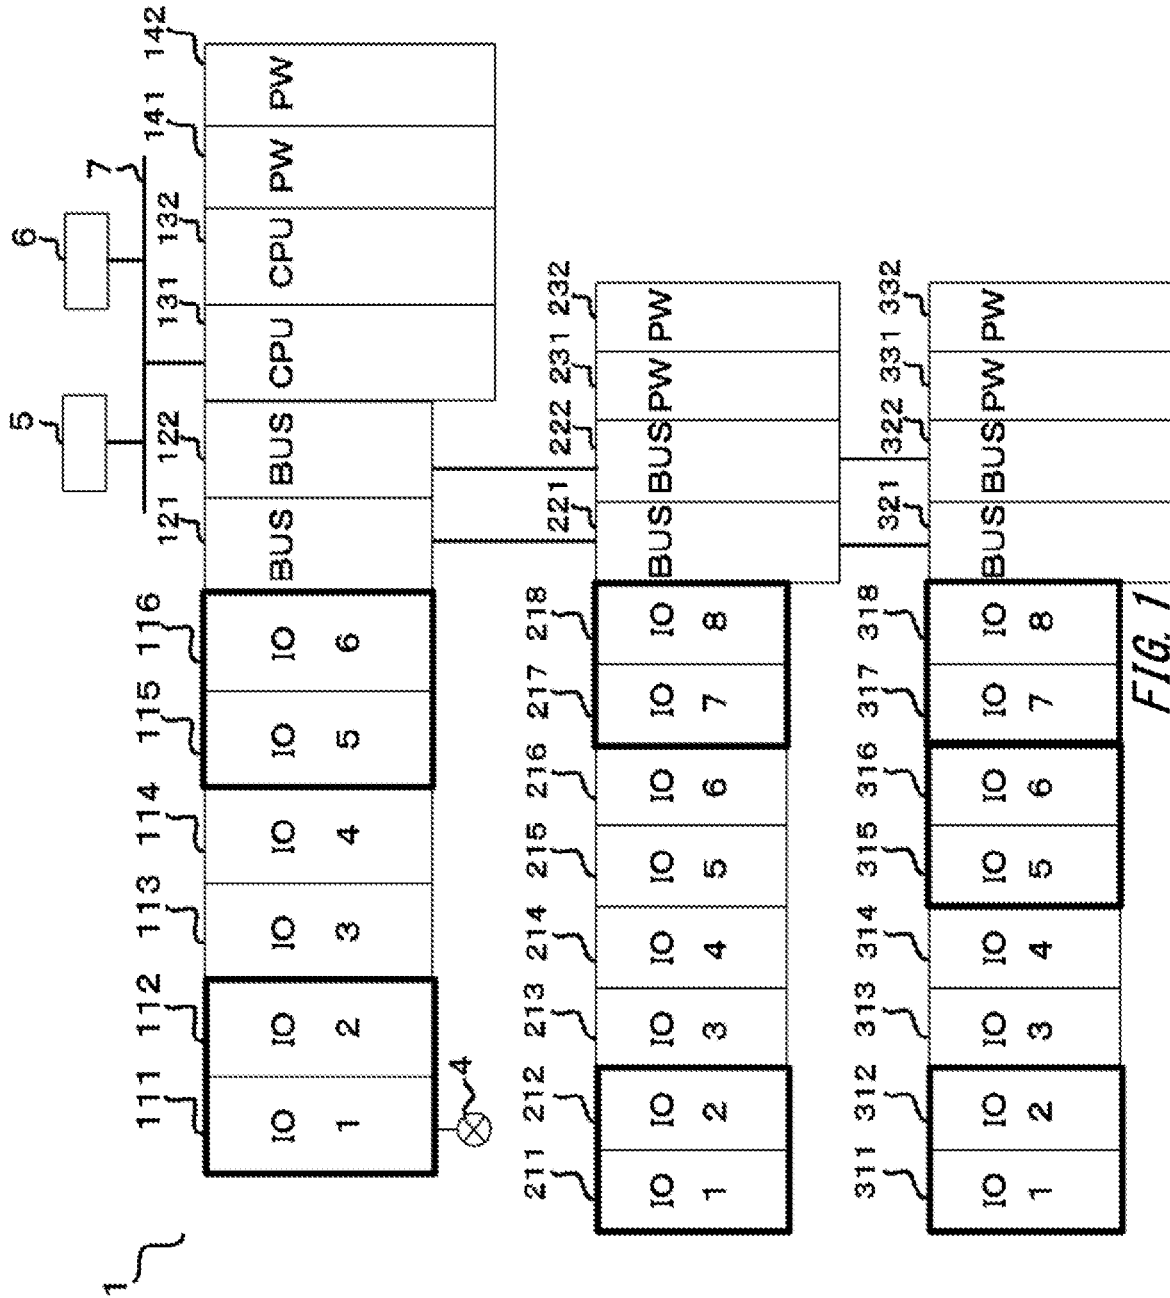 1
5 6
7
111 112 113 114 115 116 121 122 131 132 141 142
IO IO IO IO IO IO BUS BUS CPU CPU PW PW
1 2 3 4 5 6
4
211 212 213 214 215 216 217 218 221 222 231 232
IO IO IO IO IO IO IO IO BUS BUS PW PW
1 2 3 4 5 6 7 8
311 312 313 314 315 316 317 318 321 322 331 332
IO IO IO IO IO IO IO IO BUS BUS PW PW
1 2 3 4 5 6 7 8
FIG. 1